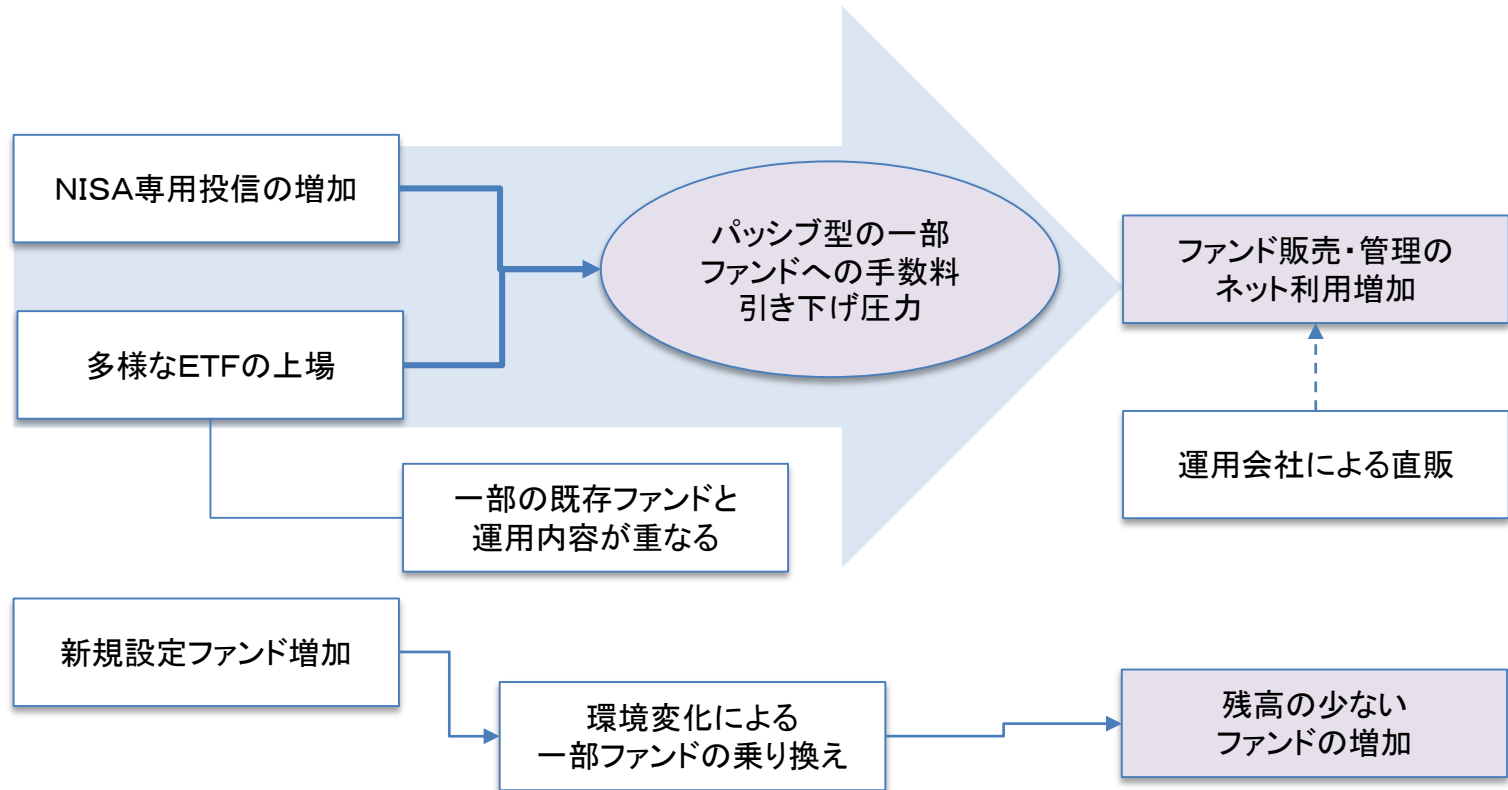 NISA専用投信の増加
多様なETFの上場
パッシブ型の一部
ファンドへの手数料
引き下げ圧力
ファンド販売・管理の
ネット利用増加
運用会社による直販
一部の既存ファンドと
運用内容が重なる
新規設定ファンド増加
環境変化による
一部ファンドの乗り換え
残高の少ない
ファンドの増加